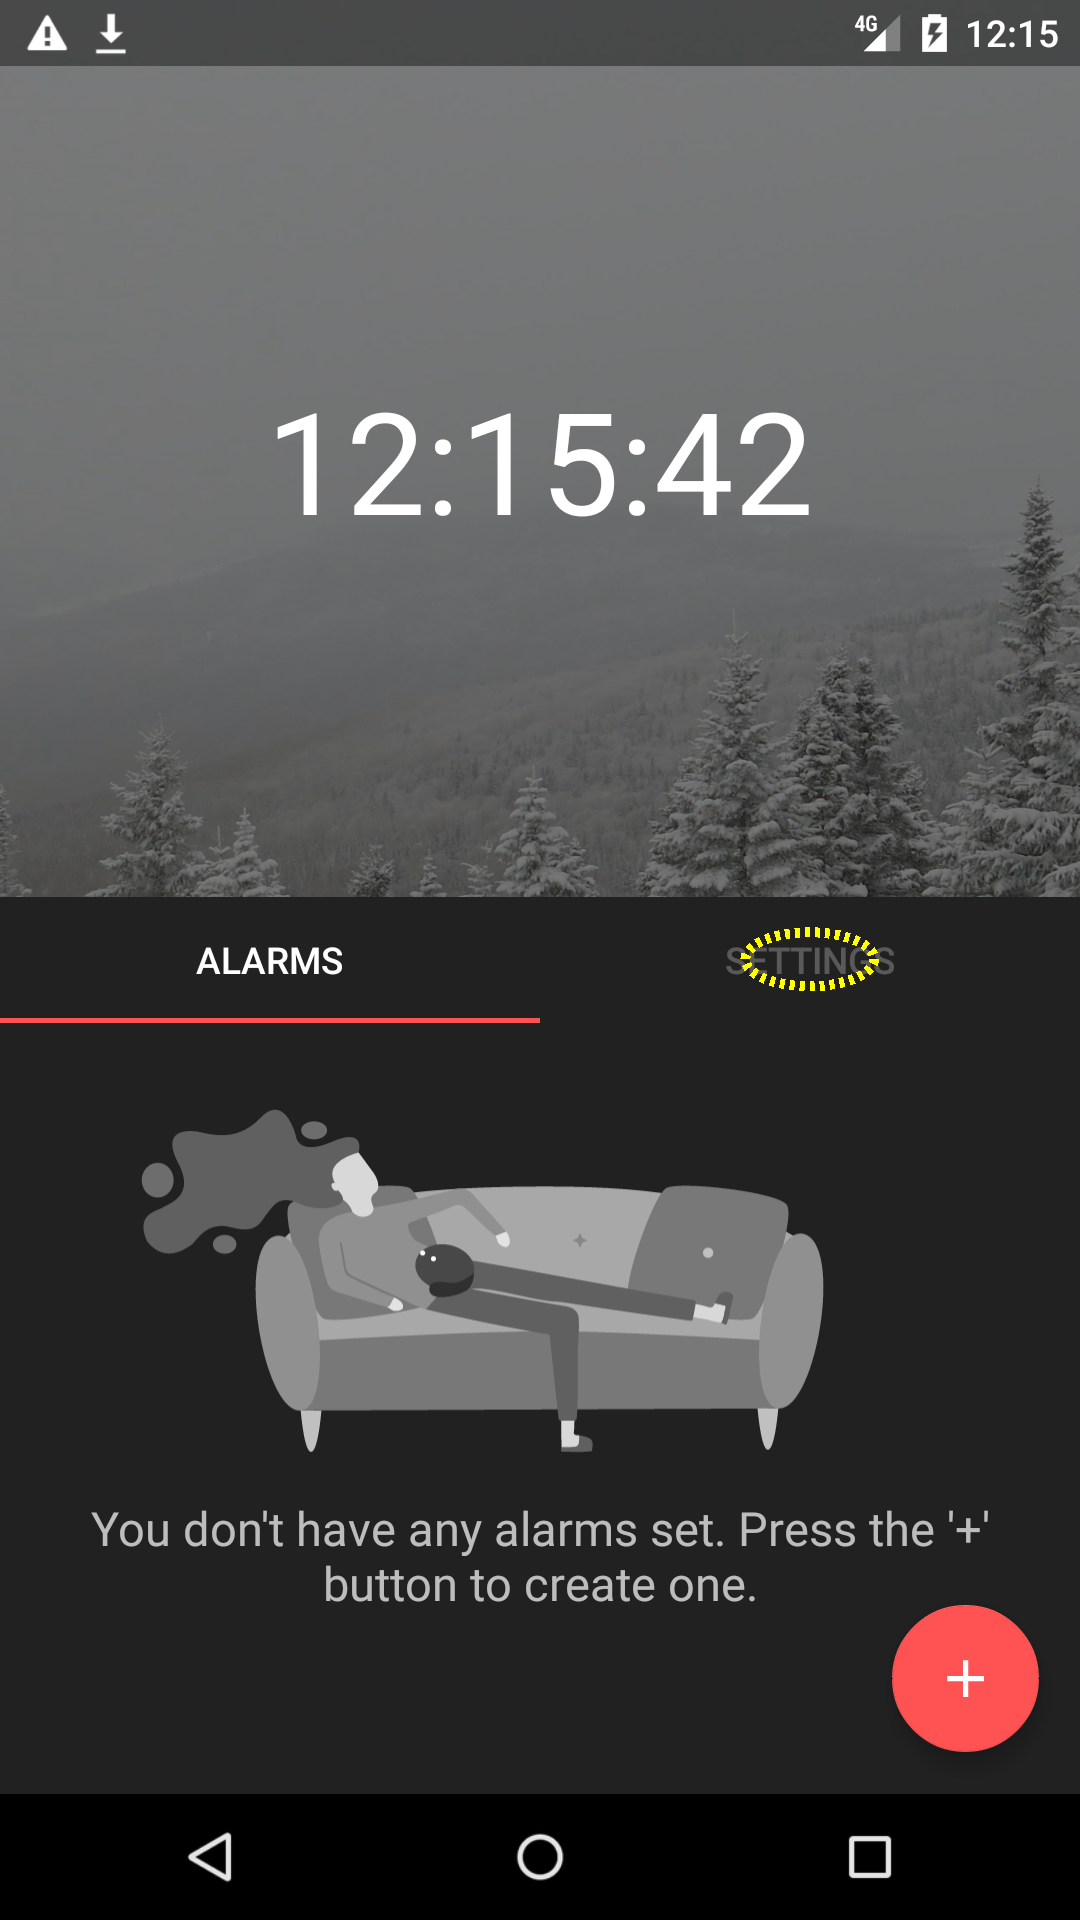 4G 12:15
12:15:42
ALARMS SETTINGS
You don't have any alarms set. Press the '+'
button to create one.
+